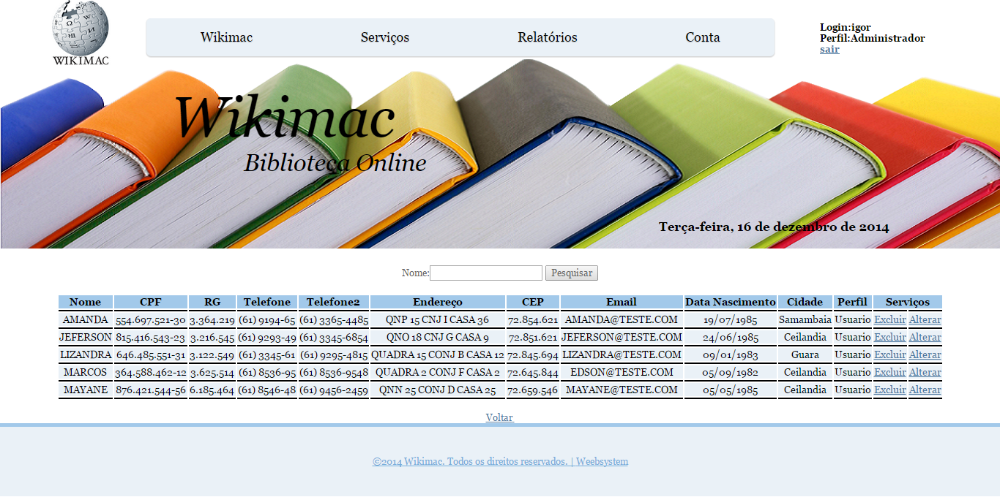 WIKIMAC
Wikimac Serviços Relatórios Conta
Login:igor
Perfil:Administrador
sair
Wikimac
Biblioteca Online
Terça-feira, 16 de dezembro de 2014
Nome: Pesquisar
Nome CPF RG Telefone Telefone2 Endereço CEP Email Data Nascimento Cidade Perfil Serviços
AMANDA 554.697.521-30 3.364.219 (61) 9194-65 (61) 3365-4485 QNP 15 CNJ I CASA 36 72.854.621 AMANDA@TESTE.COM 19/07/1985 Samambaia Usuario Excluir Alterar
JEFERSON 815.416.543-23 3.216.545 (61) 9293-49 (61) 3345-6854 QNO 18 CNJ G CASA 9 72.851.621 JEFERSON@TESTE.COM 24/06/1985 Ceilandia Usuario Excluir Alterar
LIZANDRA 646.485.551-31 3.122.549 (61) 3345-61 (61) 9295-4815 QUADRA 15 CONJ B CASA 12 72.845.694 LIZANDRA@TESTE.COM 09/01/1983 Guara Usuario Excluir Alterar
MARCOS 364.588.462-12 3.625.514 (61) 8536-95 (61) 8536-9548 QUADRA 2 CONJ F CASA 2 72.645.844 EDSON@TESTE.COM 05/09/1982 Ceilandia Usuario Excluir Alterar
MAYANE 876.421.544-56 6.185.464 (61) 8546-48 (61) 9456-2459 QNN 25 CONJ D CASA 25 72.659.546 MAYANE@TESTE.COM 05/05/1985 Ceilandia Usuario Excluir Alterar
Voltar
©2014 Wikimac. Todos os direitos reservados. | Weebsystem